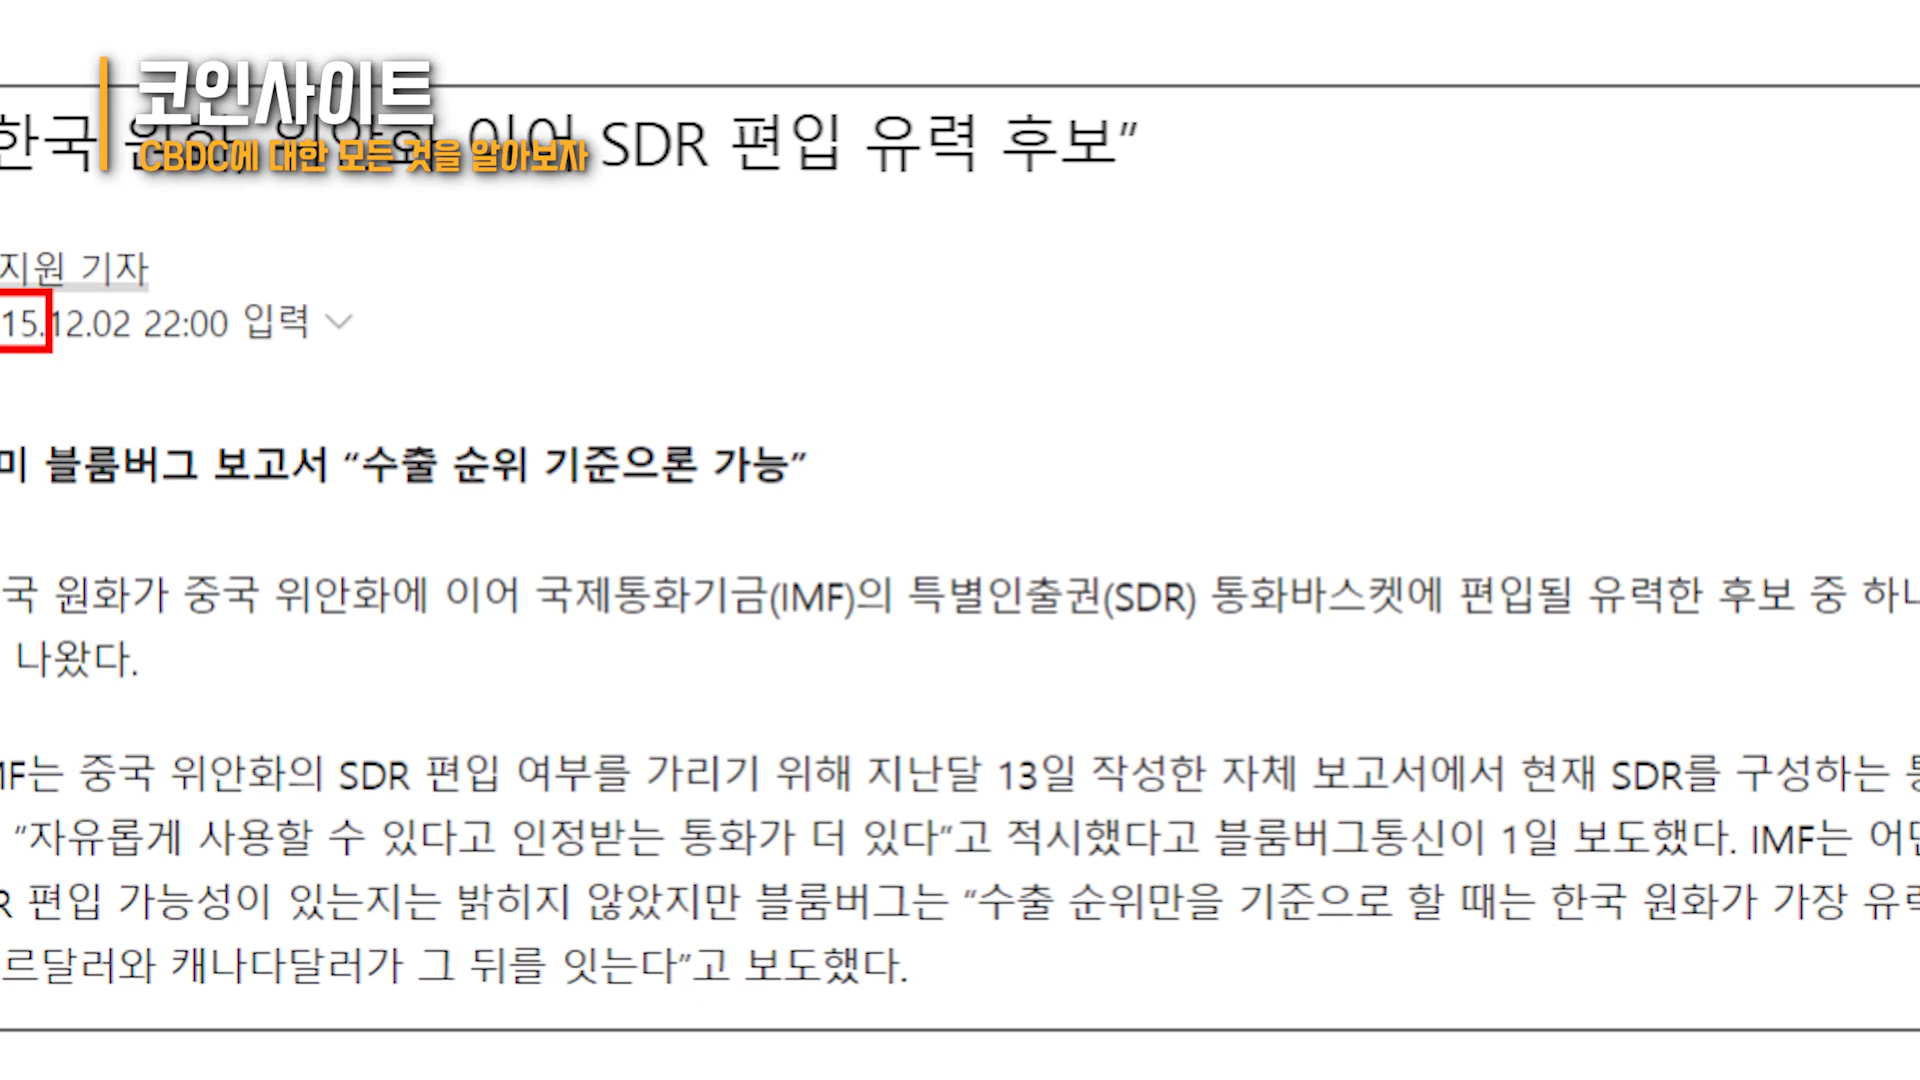 코인사이트
CBDC에 대한 모든 것을 알아보자
한국 원화, 위안화 이어 SDR 편입 유력 후보”
지원 기자
15.12.02 22:00 입력
미 블룸버그 보고서 “수출 순위 기준으론 가능”
국 원화가 중국 위안화에 이어 국제통화기금(IMF)의 특별인출권(SDR) 통화바스켓에 편입될 유력한 후보 중
나왔다.
MF는 중국 위안화의 SDR 편입 여부를 가리기 위해 지난달 13일 작성한 자체 보고서에서 현재 SDR를 구성하는
“자유롭게 사용할 수 있다고 인정받는 통화가 더 있다”고 적시했다고 블룸버그통신이 1일 보도했다. IMF는
R 편입 가능성이 있는지는 밝히지 않았지만 블룸버그는 “수출 순위만을 기준으로 할 때는 한국 원화가 가장
르달러와 캐나다달러가 그 뒤를 잇는다”고 보도했다.